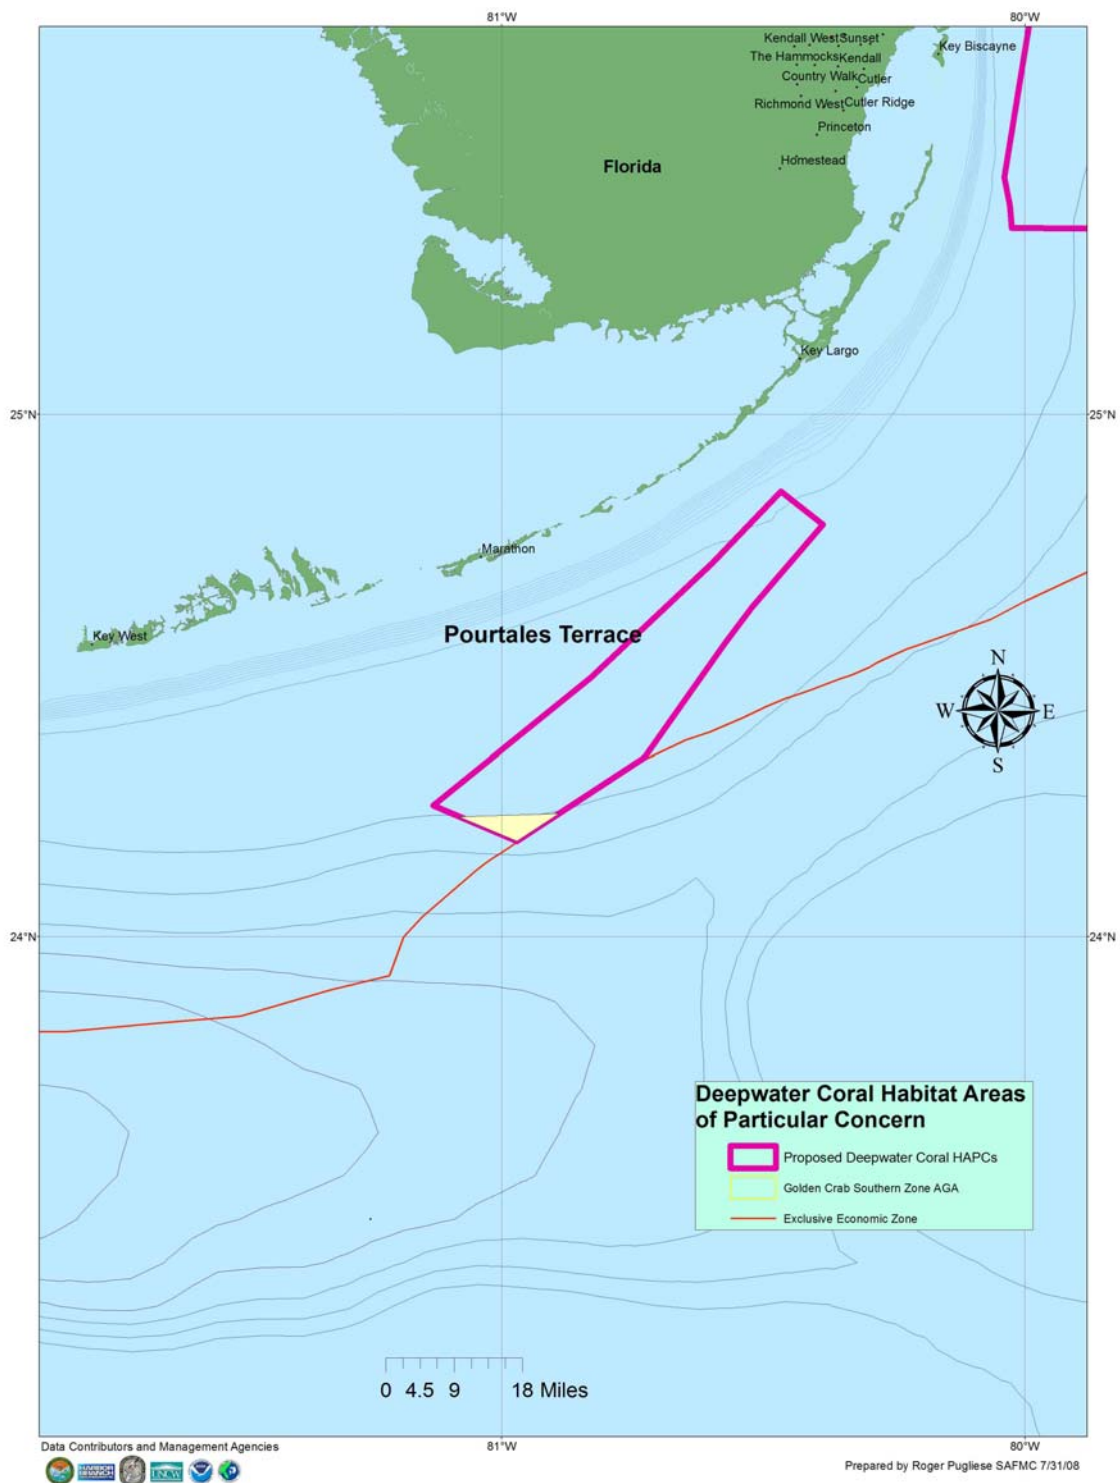 81°W
80°W
Kendall West
Sunset
Key Biscayne
The Hammocks
Kendall
Country Walk
Cutler
Richmond West
Cutler Ridge
Princeton
Homestead
Florida
Key Largo
25°N
25°N
Marathon
Key West
Pourtales Terrace
N
W
E
S
24°N
24°N
Deepwater Coral Habitat Areas
of Particular Concern
Proposed Deepwater Coral HAPCs
Golden Crab Southern Zone AGA
Exclusive Economic Zone
0 4.5 9 18 Miles
81°W
80°W
Data Contributors and Management Agencies
HARBOR BRANCH
UNCW
Prepared by Roger Pugliese SAFMC 7/31/08